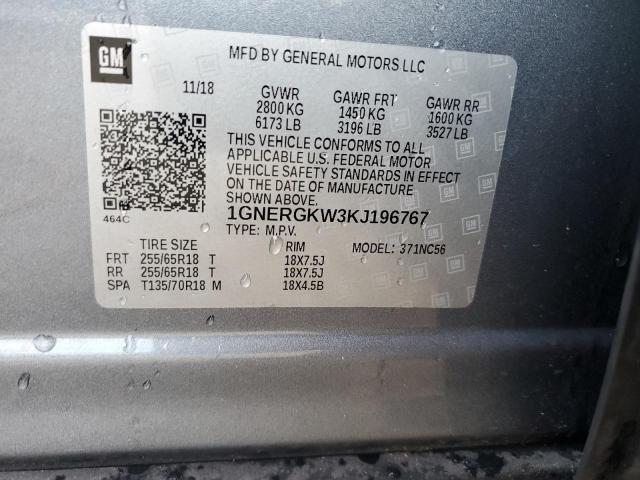 GM
MFD BY GENERAL MOTORS LLC
11/18 GVWR GAWR FRT GAWR RR
2800 KG 1450 KG 1600 KG
6173 LB 3196 LB 3527 LB
THIS VEHICLE CONFORMS TO ALL
APPLICABLE U.S. FEDERAL MOTOR
VEHICLE SAFETY STANDARDS IN EFFECT
ON THE DATE OF MANUFACTURE
SHOWN ABOVE.
464C
1GNERGKW3KJ196767
TYPE: M.P.V. MODEL: 371NC56
TIRE SIZE RIM
FRT 255/65R18 T 18X7.5J
RR 255/65R18 T 18X7.5J
SPA T135/70R18 M 18X4.5B